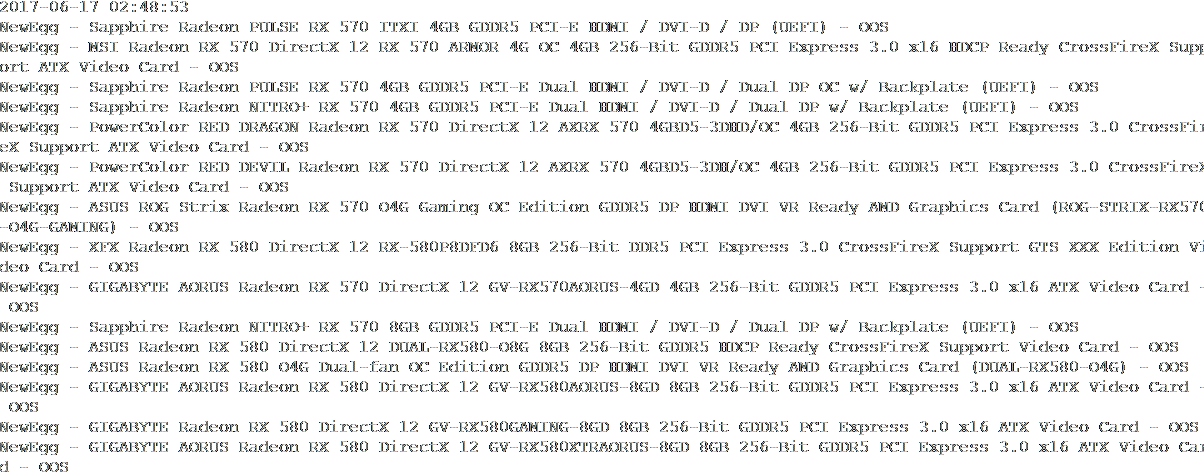 2017-06-17 02:48:53
NewEgg - Sapphire Radeon PULSE RX 570 ITXI 4GB GDDR5 PCI-E HDMI / DVI-D / DP (UEFI) - OOS
NewEgg - MSI Radeon RX 570 DirectX 12 RX 570 ARMOR 4G OC 4GB 256-Bit GDDR5 PCI Express 3.0 x16 HDCP Ready CrossFireX Supp
ort ATX Video Card - OOS
NewEgg - Sapphire Radeon PULSE RX 570 4GB GDDR5 PCI-E Dual HDMI / DVI-D / Dual DP OC w/ Backplate (UEFI) - OOS
NewEgg - Sapphire Radeon NITRO+ RX 570 4GB GDDR5 PCI-E Dual HDMI / DVI-D / Dual DP w/ Backplate (UEFI) - OOS
NewEgg - PowerColor RED DRAGON Radeon RX 570 DirectX 12 AXRX 570 4GBD5-3DHD/OC 4GB 256-Bit GDDR5 PCI Express 3.0 CrossFir
eX Support ATX Video Card - OOS
NewEgg - PowerColor RED DEVIL Radeon RX 570 DirectX 12 AXRX 570 4GBD5-3DH/OC 4GB 256-Bit GDDR5 PCI Express 3.0 CrossFireX
Support ATX Video Card - OOS
NewEgg - ASUS ROG Strix Radeon RX 570 O4G Gaming OC Edition GDDR5 DP HDMI DVI VR Ready AMD Graphics Card (ROG-STRIX-RX570
-O4G-GAMING) - OOS
NewEgg - XFX Radeon RX 580 DirectX 12 RX-580P8DFD6 8GB 256-Bit DDR5 PCI Express 3.0 CrossFireX Support GTS XXX Edition Vi
deo Card - OOS
NewEgg - GIGABYTE AORUS Radeon RX 570 DirectX 12 GV-RX570AORUS-4GD 4GB 256-Bit GDDR5 PCI Express 3.0 x16 ATX Video Card -
OOS
NewEgg - Sapphire Radeon NITRO+ RX 570 8GB GDDR5 PCI-E Dual HDMI / DVI-D / Dual DP w/ Backplate (UEFI) - OOS
NewEgg - ASUS Radeon RX 580 DirectX 12 DUAL-RX580-O8G 8GB 256-Bit GDDR5 HDCP Ready CrossFireX Support Video Card - OOS
NewEgg - ASUS Radeon RX 580 O4G Dual-fan OC Edition GDDR5 DP HDMI DVI VR Ready AMD Graphics Card (DUAL-RX580-O4G) - OOS
NewEgg - GIGABYTE AORUS Radeon RX 580 DirectX 12 GV-RX580AORUS-8GD 8GB 256-Bit GDDR5 PCI Express 3.0 x16 ATX Video Card -
OOS
NewEgg - GIGABYTE Radeon RX 580 DirectX 12 GV-RX580GAMING-8GD 8GB 256-Bit GDDR5 PCI Express 3.0 x16 ATX Video Card - OOS
NewEgg - GIGABYTE AORUS Radeon RX 580 DirectX 12 GV-RX580XTRAORUS-8GD 8GB 256-Bit GDDR5 PCI Express 3.0 x16 ATX Video Car
d - OOS